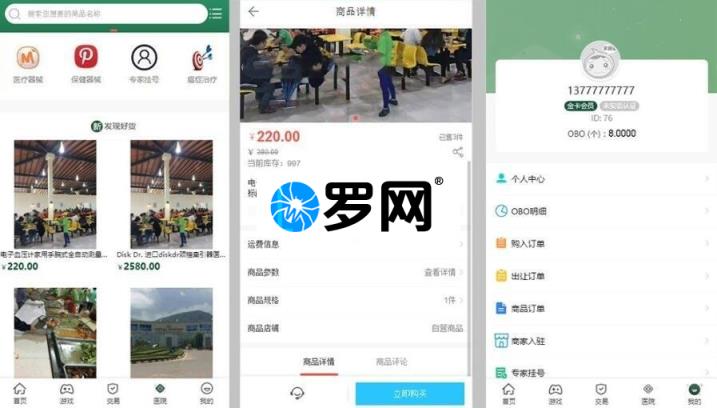 搜索您想要的商品名称
医疗器械
保健器械
专家挂号
癌症治疗
新 发现好货
电子血压计家用手腕式全自动测量...
¥220.00
Disk Dr. 进口diskdr颈椎牵引器医...
¥2580.00
首页
游戏
交易
医院
我的
商品详情
¥220.00
已售3件
¥ 380.00
当前库存：997
罗网®
运费信息
商品参数
查看详情
商品规格
1件
商品店铺
自营商品
商品详情
商品评论
立即购买
13777777777
金卡会员
未实名认证
ID: 76
OBO (个) : 8.0000
个人中心
OBO明细
购入订单
出让订单
商品订单
商家入驻
专家挂号
首页
游戏
交易
医院
我的